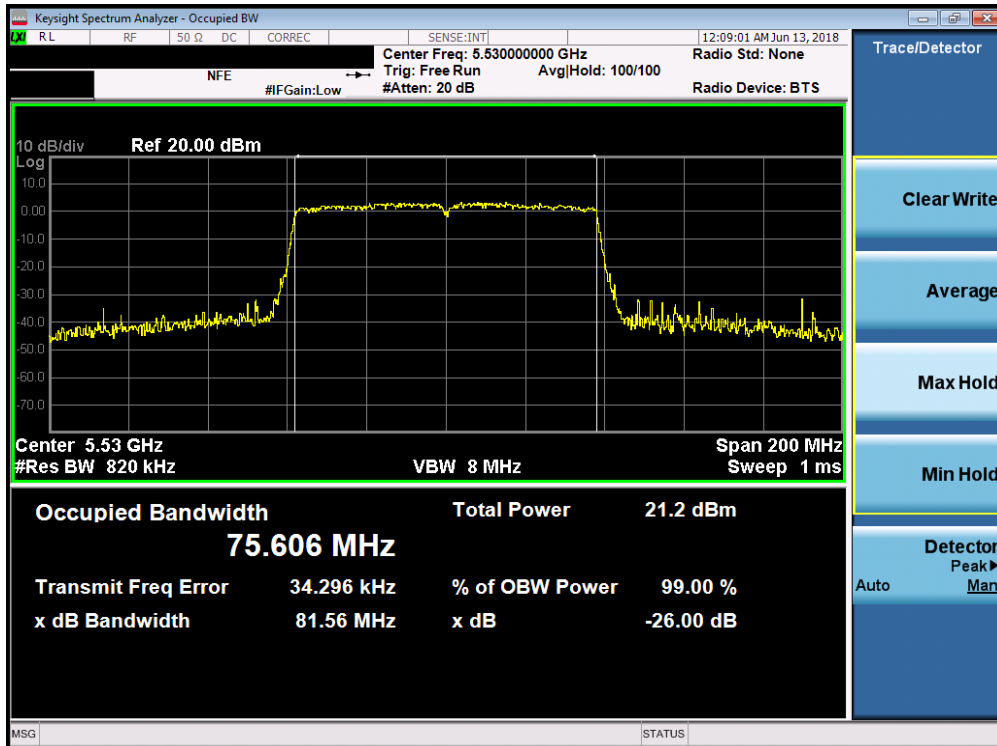 Keysight Spectrum Analyzer - Occupied BW
LXI RL RF 50 Ω DC CORREC SENSE:INT 12:09:01 AM Jun 13, 2018
Center Freq: 5.530000000 GHz Radio Std: None
NFE Trig: Free Run Avg|Hold: 100/100
#IFGain:Low #Atten: 20 dB Radio Device: BTS
Trace/Detector
10 dB/div Ref 20.00 dBm
Log
10.0
0.00
-10.0
-20.0
-30.0
-40.0
-50.0
-60.0
-70.0
Center 5.53 GHz Span 200 MHz
#Res BW 820 kHz VBW 8 MHz Sweep 1 ms
Occupied Bandwidth Total Power 21.2 dBm
75.606 MHz
Transmit Freq Error 34.296 kHz % of OBW Power 99.00 %
x dB Bandwidth 81.56 MHz x dB -26.00 dB
Clear Write
Average
Max Hold
Min Hold
Detector
Peak▶
Auto Man
MSG STATUS